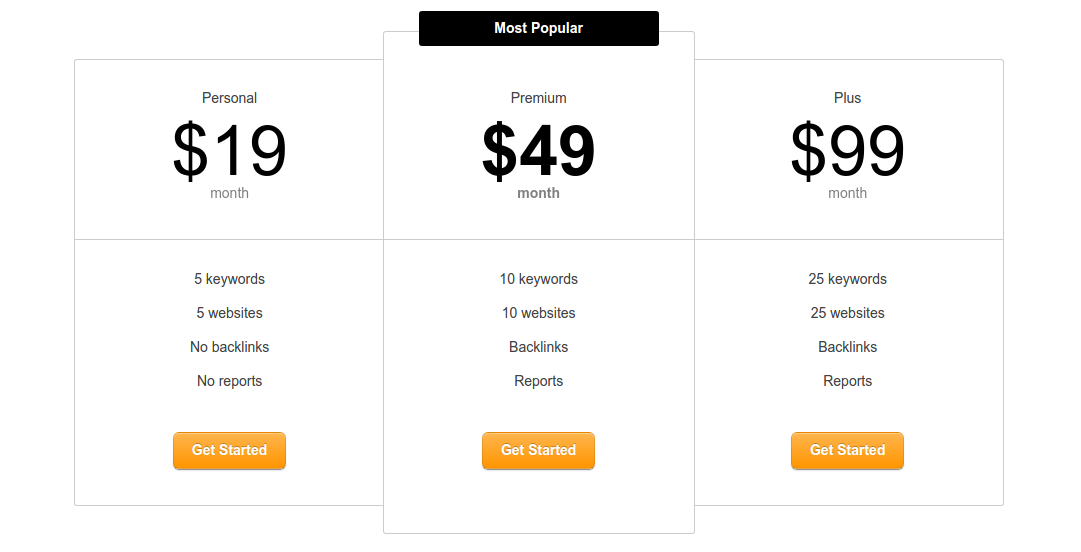 Most Popular
Personal
$19
month
5 keywords
5 websites
No backlinks
No reports
Get Started
Premium
$49
month
10 keywords
10 websites
Backlinks
Reports
Get Started
Plus
$99
month
25 keywords
25 websites
Backlinks
Reports
Get Started